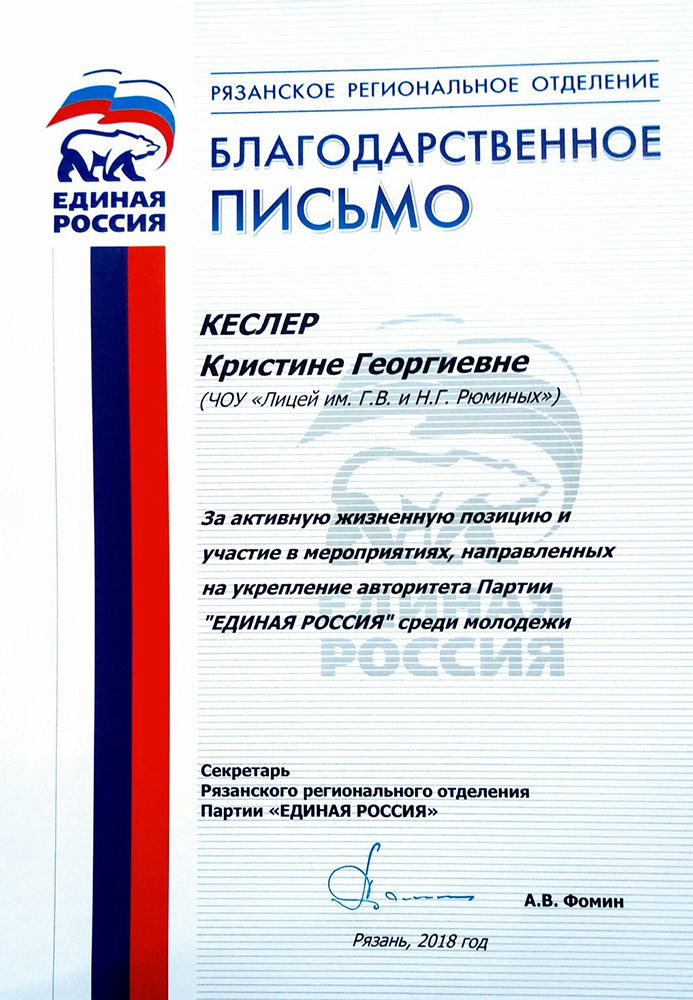 РЯЗАНСКОЕ РЕГИОНАЛЬНОЕ ОТДЕЛЕНИЕ
БЛАГОДАРСТВЕННОЕ
ПИСЬМО
ЕДИНАЯ
РОССИЯ
КЕСЛЕР
Кристине Георгиевне
(ЧОУ «Лицей им. Г.В. и Н.Г. Рюминых»)
За активную жизненную позицию и
участие в мероприятиях, направленных
на укрепление авторитета Партии
"ЕДИНАЯ РОССИЯ" среди молодежи
ЕДИНАЯ
РОССИЯ
Секретарь
Рязанского регионального отделения
Партии «ЕДИНАЯ РОССИЯ»
А.В. Фомин
Рязань, 2018 год